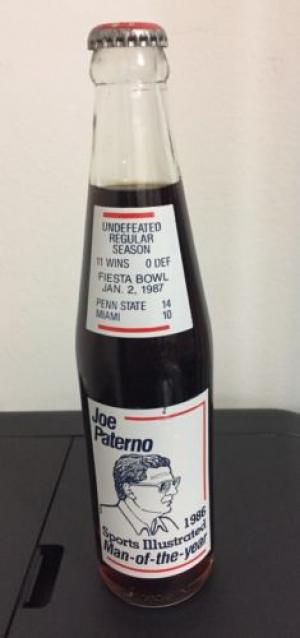 UNDEFEATED
REGULAR
SEASON
11 WINS 0 DEF
FIESTA BOWL
JAN. 2, 1987
PENN STATE 14
MIAMI 10
Joe
Paterno
1986
Sports Illustrated
Man-of-the-year